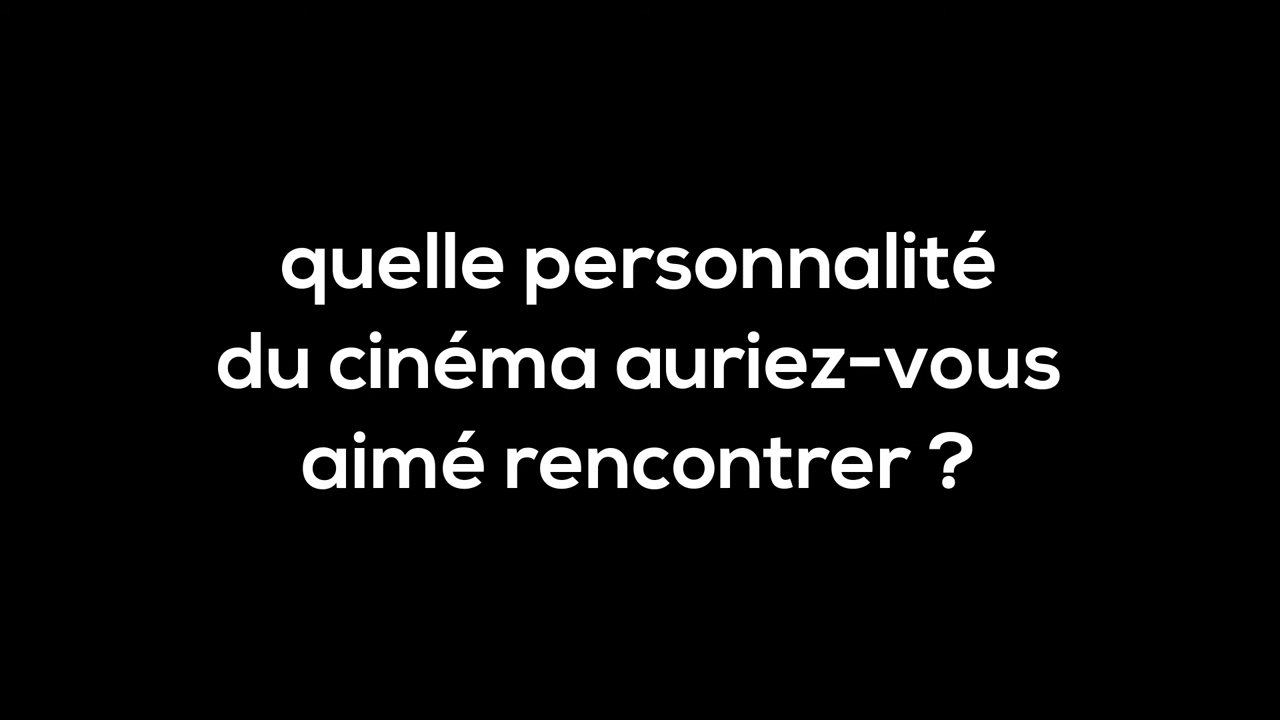 quelle personnalité
du cinéma auriez-vous
aimé rencontrer ?